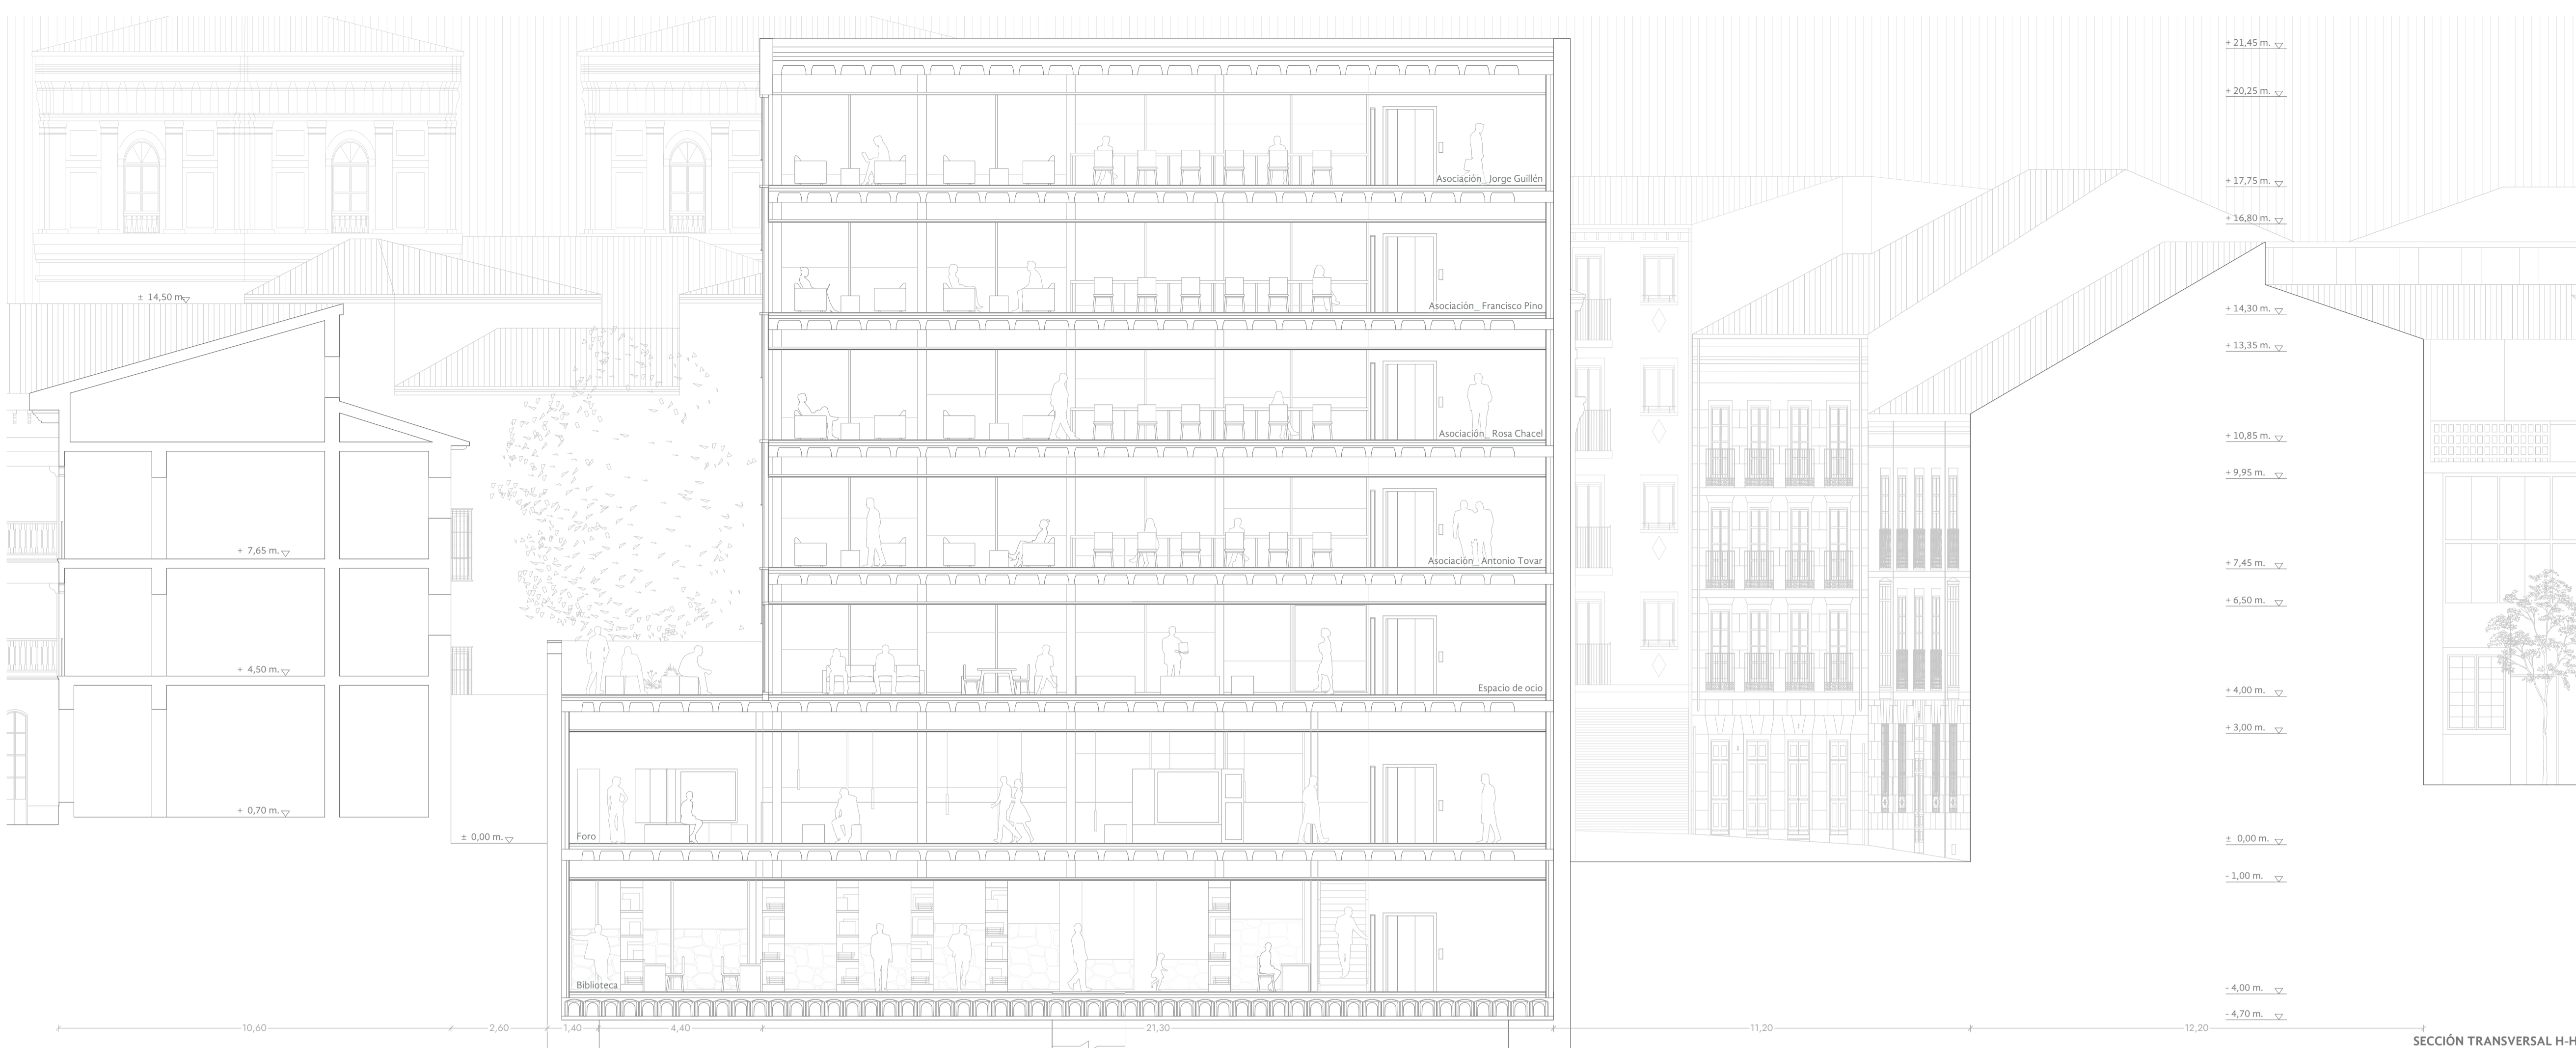 + 21,45 m.
+ 20,25 m.
Asociación_ Jorge Guillén
+ 17,75 m.
+ 16,80 m.
± 14,50 m.
Asociación_ Francisco Pino
+ 14,30 m.
+ 13,35 m.
Asociación_ Rosa Chacel
+ 10,85 m.
+ 9,95 m.
+ 7,65 m.
Asociación_ Antonio Tovar
+ 7,45 m.
+ 6,50 m.
+ 4,50 m.
Espacio de ocio
+ 4,00 m.
+ 3,00 m.
+ 0,70 m.
± 0,00 m.
Foro
± 0,00 m.
- 1,00 m.
Biblioteca
- 4,00 m.
- 4,70 m.
10,60 2,60 1,40 4,40 21,30 11,20 12,20
SECCIÓN TRANSVERSAL H-H